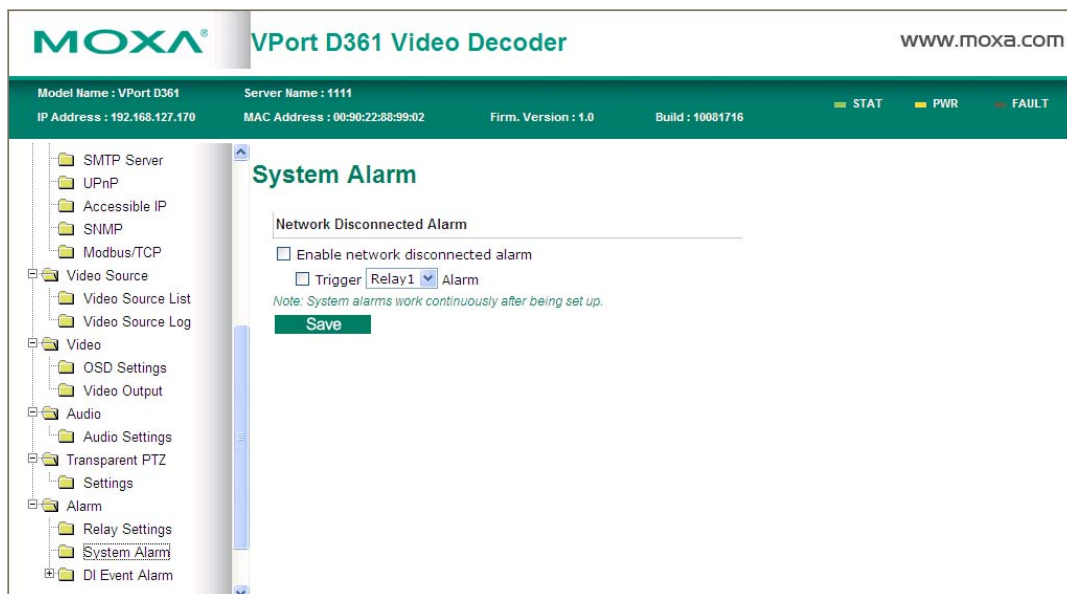 MOXA® VPort D361 Video Decoder www.moxa.com
Model Name : VPort D361 Server Name : 1111
IP Address : 192.168.127.170 MAC Address : 00:90:22:88:99:02 Firm. Version : 1.0 Build : 10081716
STAT PWR FAULT
SMTP Server
UPnP
Accessible IP
SNMP
Modbus/TCP
Video Source
Video Source List
Video Source Log
Video
OSD Settings
Video Output
Audio
Audio Settings
Transparent PTZ
Settings
Alarm
Relay Settings
System Alarm
DI Event Alarm
System Alarm
Network Disconnected Alarm
Enable network disconnected alarm
Trigger Relay1 Alarm
Note: System alarms work continuously after being set up.
Save